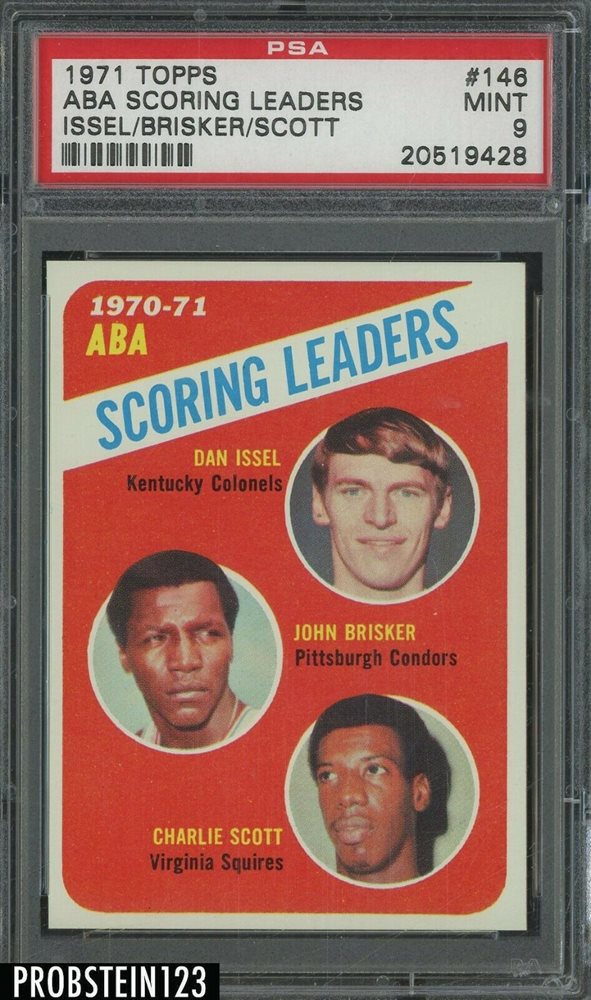 PSA
1971 TOPPS #146
ABA SCORING LEADERS MINT
ISSEL/BRISKER/SCOTT 9
20519428
1970-71
ABA
SCORING LEADERS
DAN ISSEL
Kentucky Colonels
JOHN BRISKER
Pittsburgh Condors
CHARLIE SCOTT
Virginia Squires
PROBSTEIN123